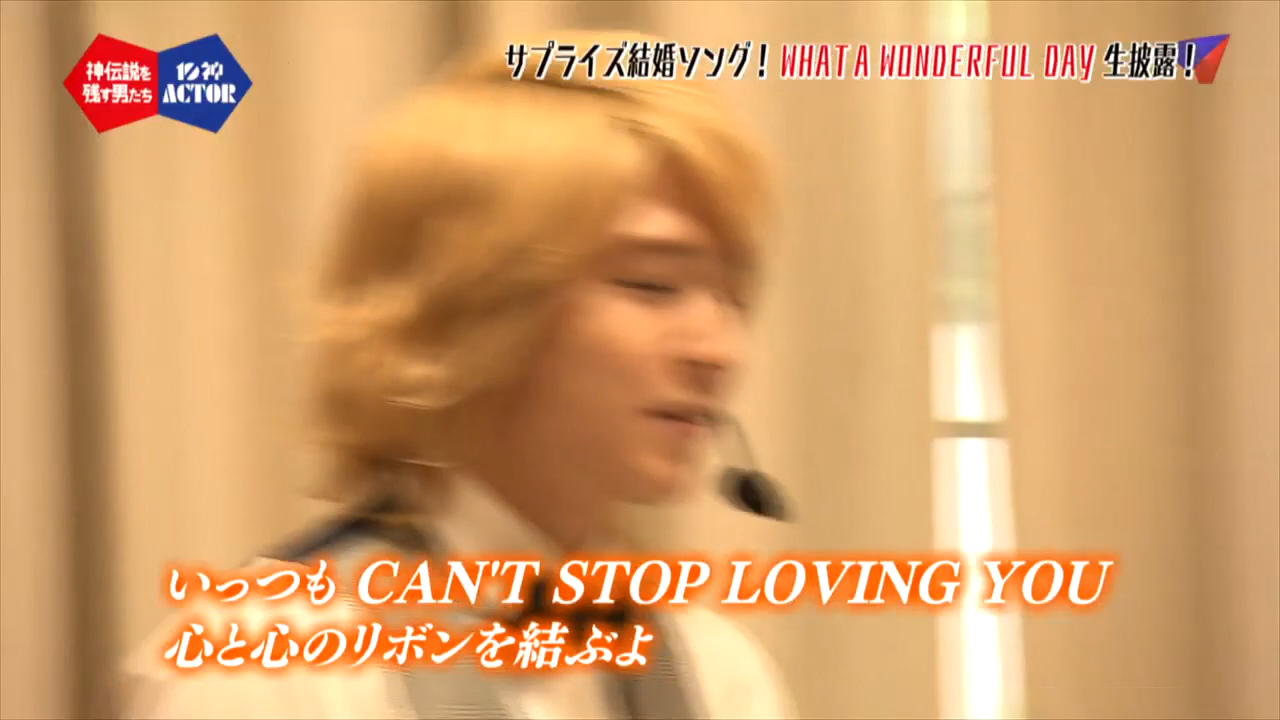 神伝説を
残す男たち
10神
ACTOR
サプライズ結婚ソング！WHAT A WONDERFUL DAY 生披露！
いっつも CAN'T STOP LOVING YOU
心と心のリボンを結ぶよ